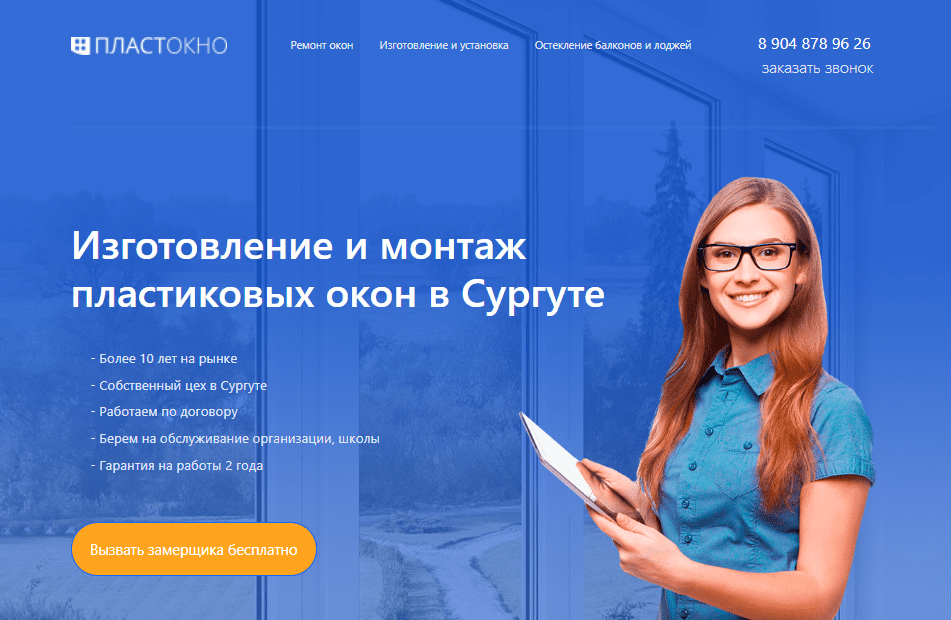 ПЛАСТОКНО
Ремонт окон
Изготовление и установка
Остекление балконов и лоджей
8 904 878 96 26
заказать звонок
Изготовление и монтаж
пластиковых окон в Сургуте
- Более 10 лет на рынке
- Собственный цех в Сургуте
- Работаем по договору
- Берем на обслуживание организации, школы
- Гарантия на работы 2 года
Вызвать замерщика бесплатно